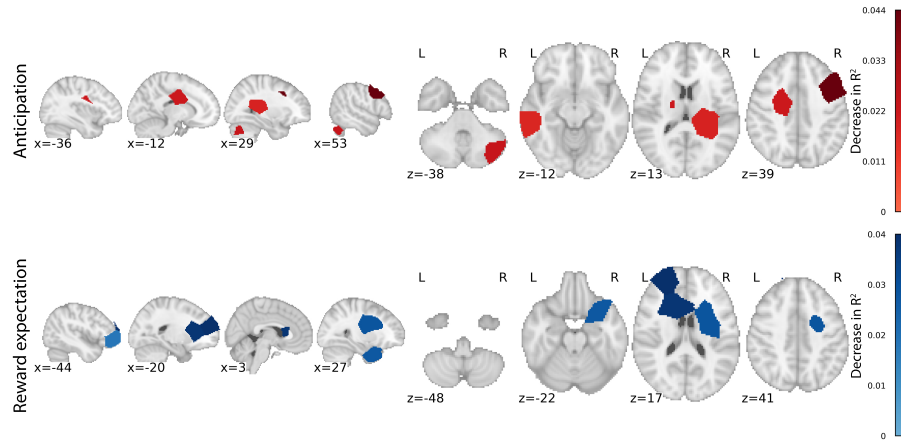 Anticipation
x=-36
x=-12
x=29
x=53
L
R
z=-38
L
R
z=-12
L
R
z=13
L
R
z=39
0.044
0.033
0.022
0.011
0
Decrease in R²
Reward expectation
x=-44
x=-20
x=3
x=27
L
R
z=-48
L
R
z=-22
L
R
z=17
L
R
z=41
0.04
0.03
0.02
0.01
0
Decrease in R²